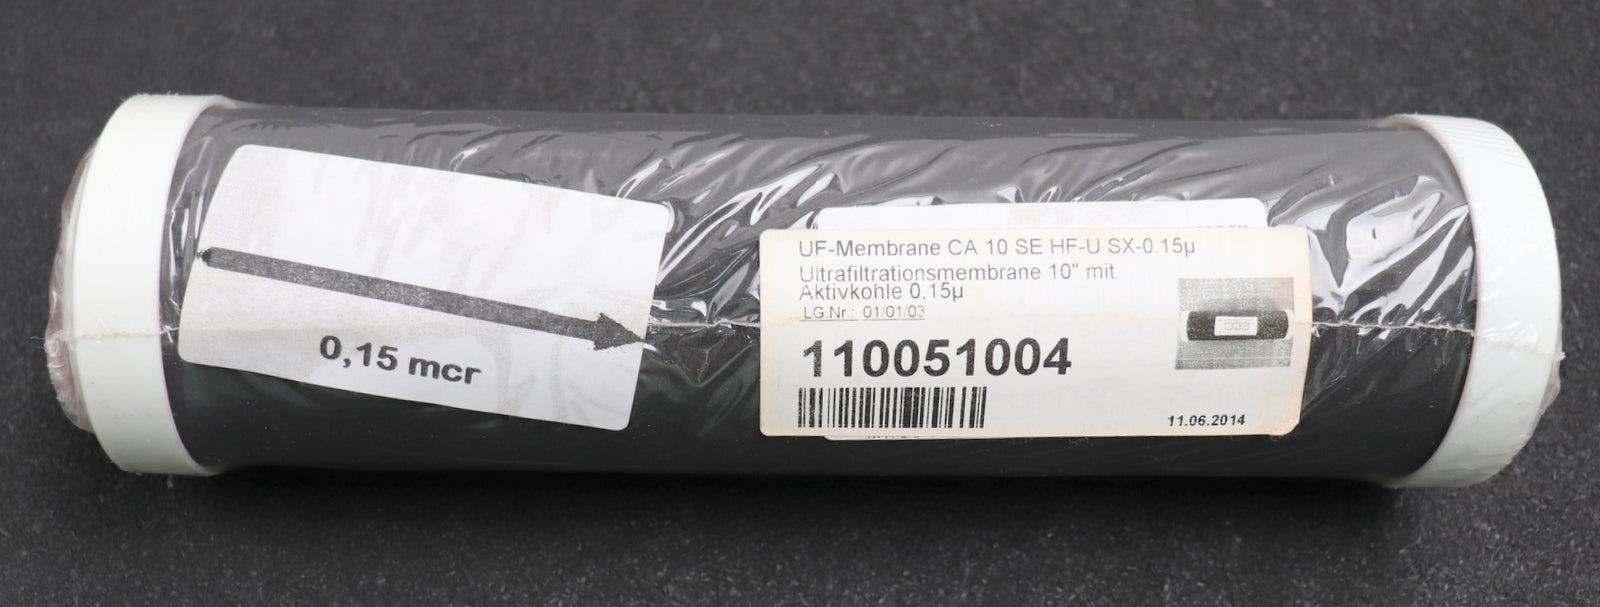 0,15 mcr
UF-Membrane CA 10 SE HF-U SX-0.15µ
Ultrafiltrationsmembrane 10" mit
Aktivkohle 0,15µ
LG.Nr.: 01/01/03
110051004
11.06.2014